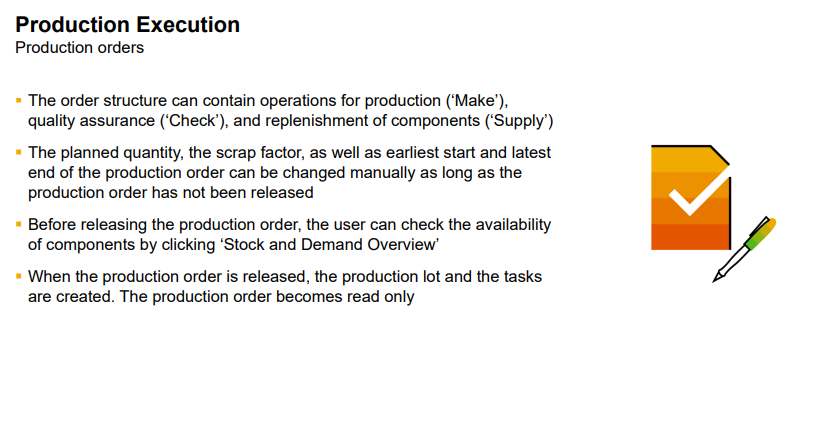 Production Execution
Production orders
▪ The order structure can contain operations for production (‘Make’),
quality assurance (‘Check’), and replenishment of components (‘Supply’)
▪ The planned quantity, the scrap factor, as well as earliest start and latest
end of the production order can be changed manually as long as the
production order has not been released
▪ Before releasing the production order, the user can check the availability
of components by clicking ‘Stock and Demand Overview’
▪ When the production order is released, the production lot and the tasks
are created. The production order becomes read only